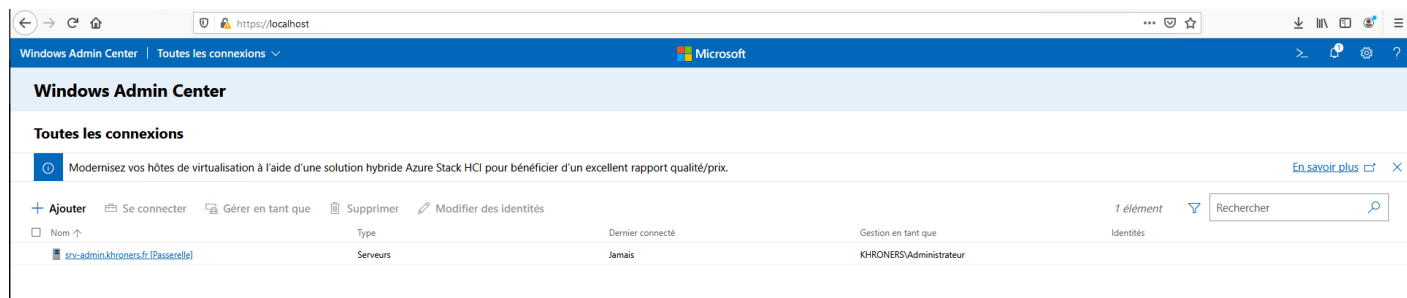 https://localhost
Windows Admin Center | Toutes les connexions Microsoft >_ 1 ?
Windows Admin Center
Toutes les connexions
Modernisez vos hôtes de virtualisation à l'aide d'une solution hybride Azure Stack HCI pour bénéficier d'un excellent rapport qualité/prix. En savoir plus
Ajouter Se connecter Gérer en tant que Supprimer Modifier des identités 1 élément Rechercher
Nom Type Dernier connecté Gestion en tant que Identités
srv-admin.khroners.fr [Passerelle] Serveurs Jamais KHRONERS\Administrateur